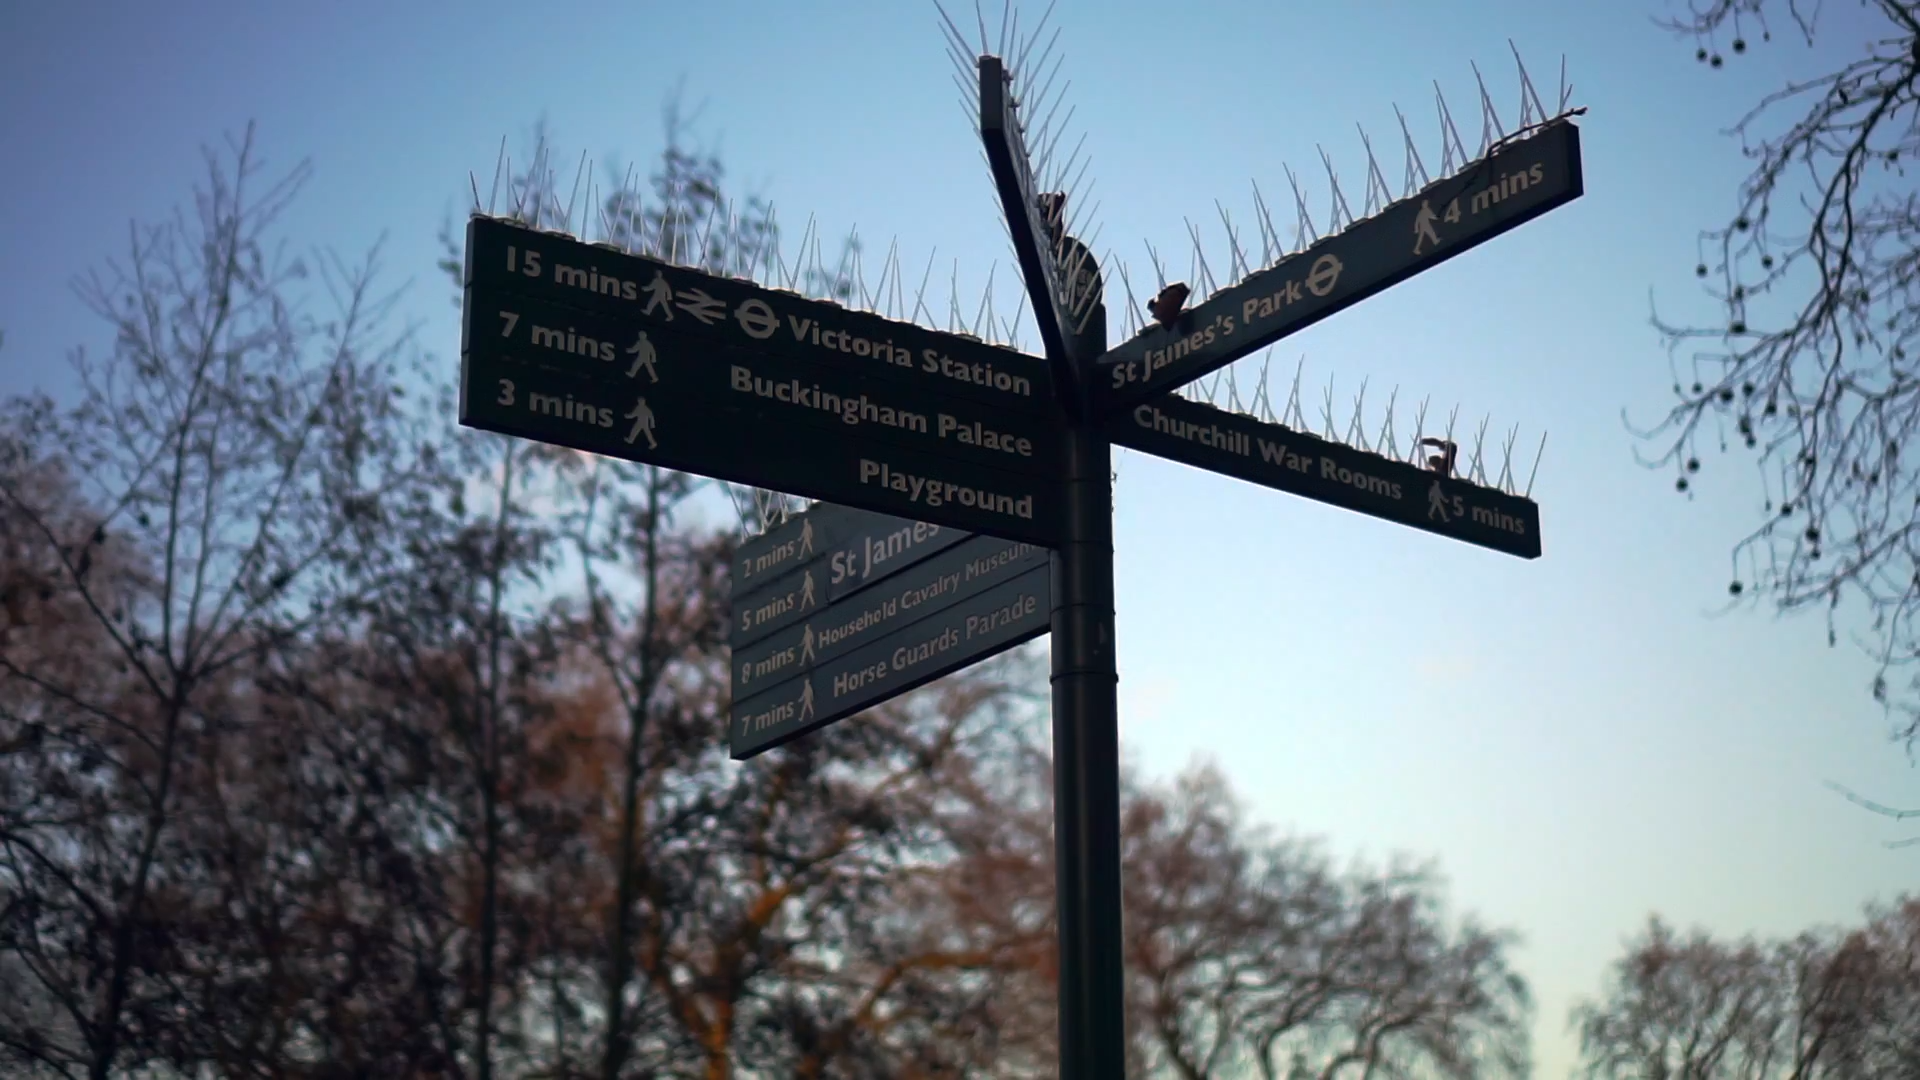 15 mins Victoria Station
7 mins Buckingham Palace
3 mins Playground
St James's Park 4 mins
Churchill War Rooms 5 mins
2 mins St James
5 mins
8 mins Household Cavalry Museum
7 mins Horse Guards Parade